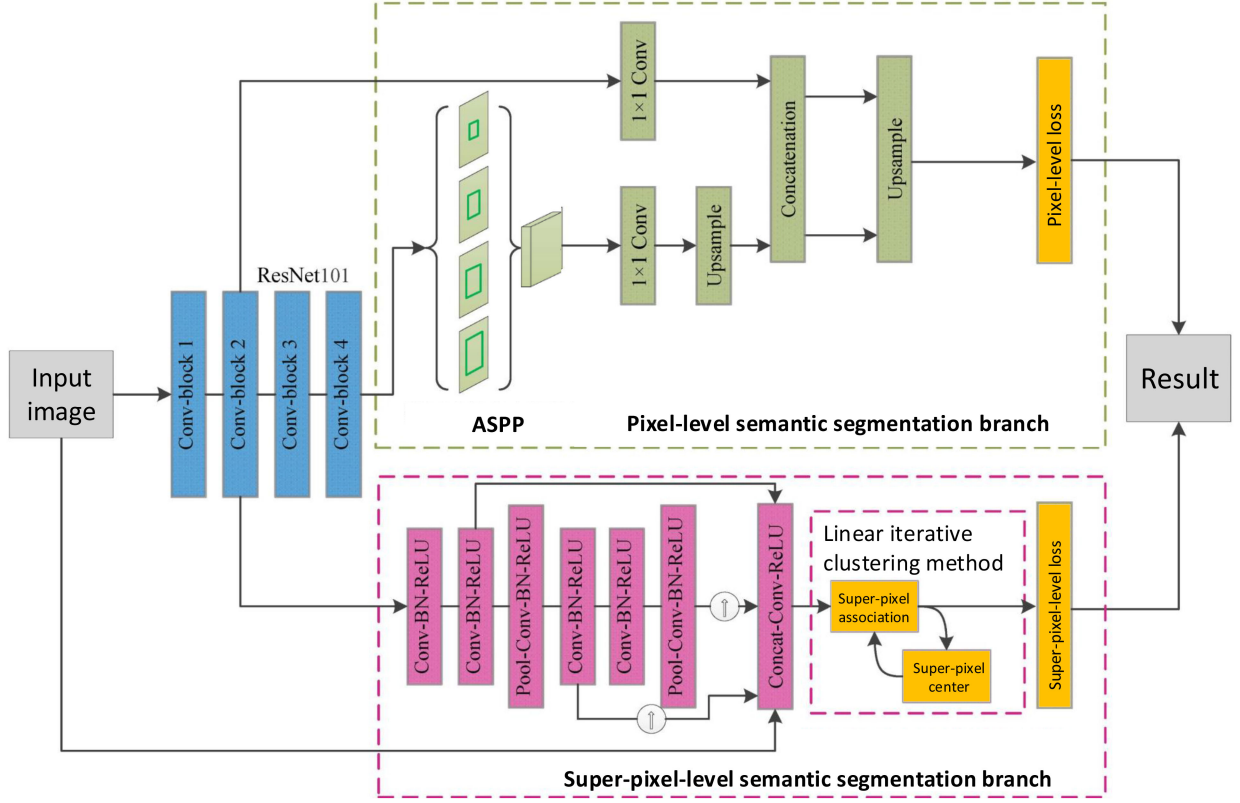 1×1 Conv
Concatenation
Upsample
Pixel-level loss
1×1 Conv
Upsample
ResNet101
Conv-block 1
Conv-block 2
Conv-block 3
Conv-block 4
Input
image
Result
ASPP
Pixel-level semantic segmentation branch
Conv-BN-ReLU
Conv-BN-ReLU
Pool-Conv-BN-ReLU
Conv-BN-ReLU
Conv-BN-ReLU
Pool-Conv-BN-ReLU
↑
↑
Concat-Conv-ReLU
Linear iterative
clustering method
Super-pixel
association
Super-pixel
center
Super-pixel-level loss
Super-pixel-level semantic segmentation branch